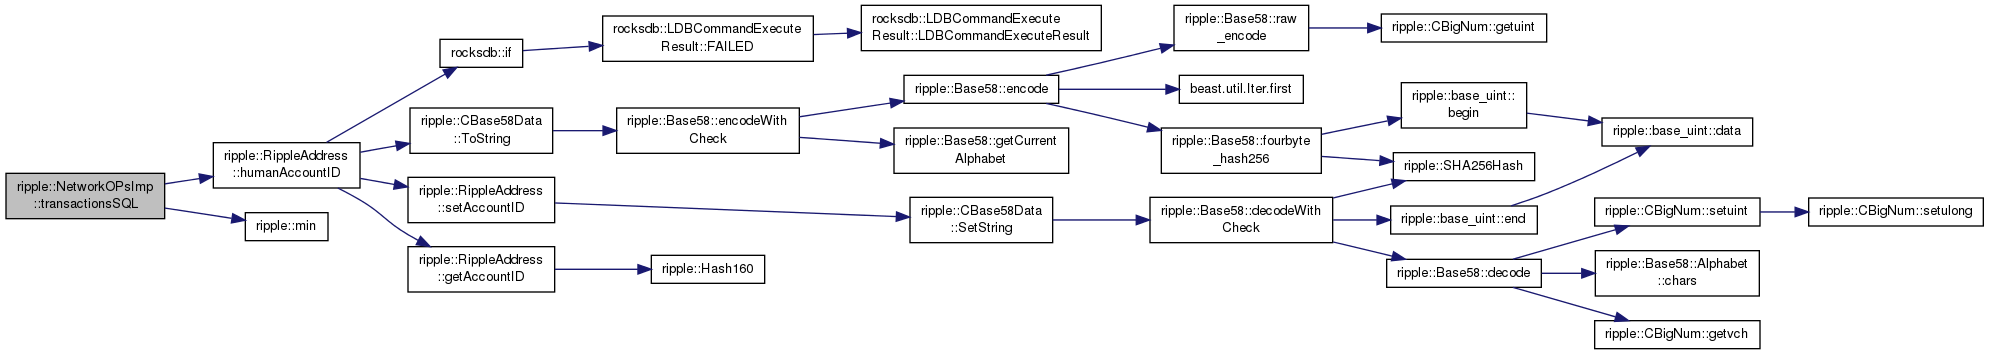 ripple::NetworkOPsImp
::transactionsSQL
ripple::RippleAddress
::humanAccountID
ripple::min
rocksdb::if
ripple::CBase58Data
::ToString
ripple::RippleAddress
::setAccountID
ripple::RippleAddress
::getAccountID
rocksdb::LDBCommandExecute
Result::FAILED
ripple::Base58::encodeWith
Check
ripple::Hash160
rocksdb::LDBCommandExecute
Result::LDBCommandExecuteResult
ripple::Base58::encode
ripple::Base58::getCurrent
Alphabet
ripple::CBase58Data
::SetString
ripple::Base58::raw
_encode
beast.util.Iter.first
ripple::Base58::fourbyte
_hash256
ripple::Base58::decodeWith
Check
ripple::CBigNum::getuint
ripple::base_uint::
begin
ripple::SHA256Hash
ripple::base_uint::end
ripple::Base58::decode
ripple::base_uint::data
ripple::CBigNum::setuint
ripple::Base58::Alphabet
::chars
ripple::CBigNum::getvch
ripple::CBigNum::setulong